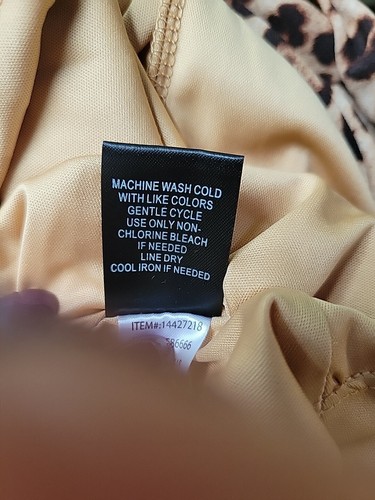 MACHINE WASH COLD
WITH LIKE COLORS
GENTLE CYCLE
USE ONLY NON-
CHLORINE BLEACH
IF NEEDED
LINE DRY
COOL IRON IF NEEDED
ITEM#:14427218